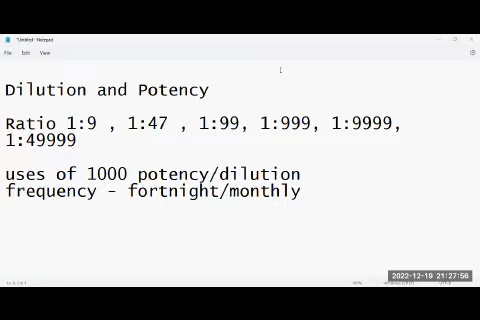 *Untitled - Notepad
File Edit View
Dilution and Potency
Ratio 1:9 , 1:47 , 1:99, 1:999, 1:9999,
1:49999
uses of 1000 potency/dilution
frequency - fortnight/monthly
2022-12-19 21:27:56